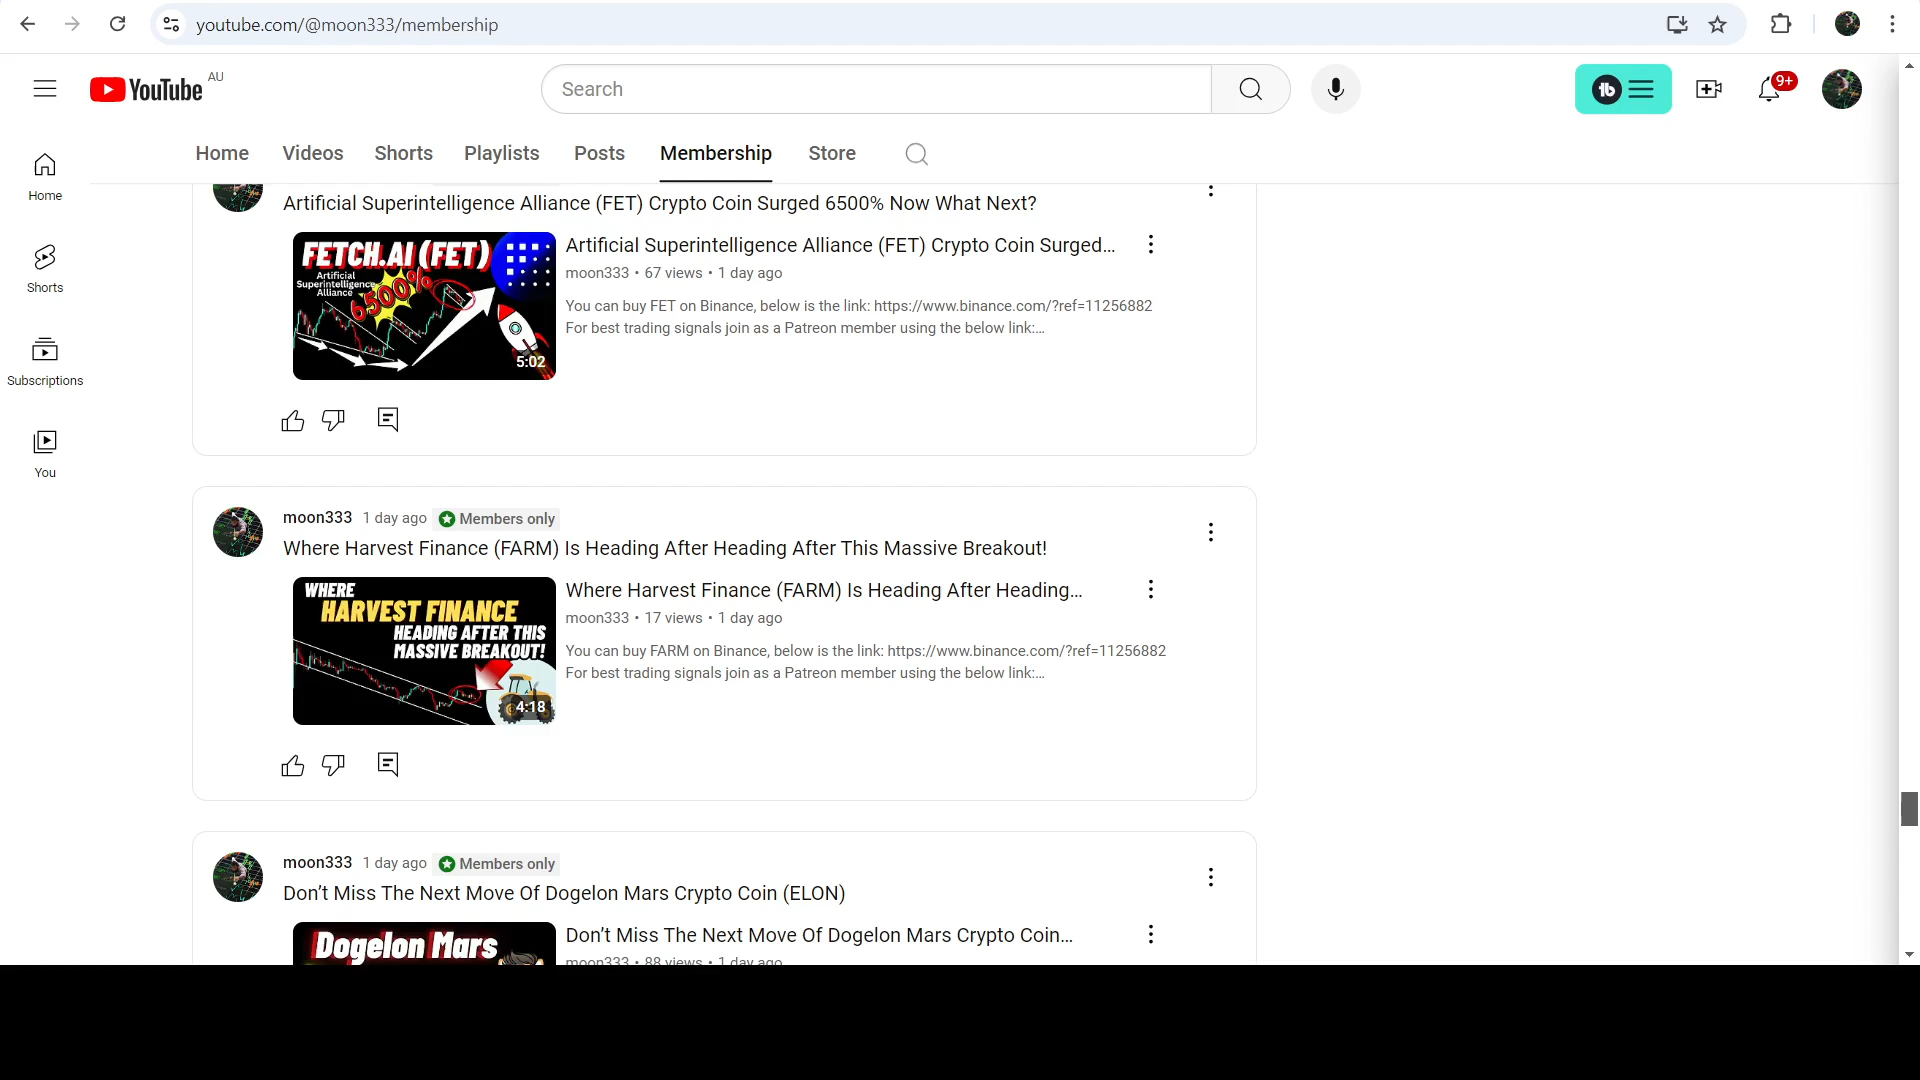 youtube.com/@moon333/membership
YouTube AU
Search
9+
Home Videos Shorts Playlists Posts Membership Store
Home
Shorts
Subscriptions
You
Artificial Superintelligence Alliance (FET) Crypto Coin Surged 6500% Now What Next?
FETCH.AI (FET)
Artificial
Superintelligence
Alliance
6500%
5:02
Artificial Superintelligence Alliance (FET) Crypto Coin Surged...
moon333 • 67 views • 1 day ago
You can buy FET on Binance, below is the link: https://www.binance.com/?ref=11256882
For best trading signals join as a Patreon member using the below link:...
moon333 1 day ago Members only
Where Harvest Finance (FARM) Is Heading After Heading After This Massive Breakout!
WHERE
HARVEST FINANCE
HEADING AFTER THIS
MASSIVE BREAKOUT!
4:18
Where Harvest Finance (FARM) Is Heading After Heading...
moon333 • 17 views • 1 day ago
You can buy FARM on Binance, below is the link: https://www.binance.com/?ref=11256882
For best trading signals join as a Patreon member using the below link:...
moon333 1 day ago Members only
Don’t Miss The Next Move Of Dogelon Mars Crypto Coin (ELON)
Dogelon Mars
Don’t Miss The Next Move Of Dogelon Mars Crypto Coin...
moon333 • 88 views • 1 day ago